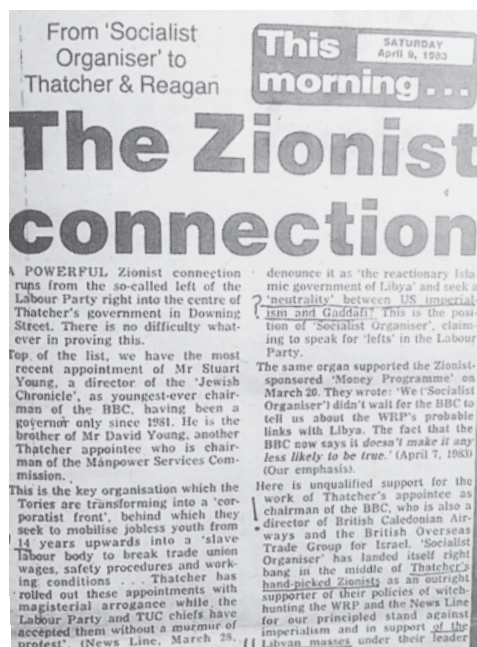 From 'Socialist
Organiser' to
Thatcher & Reagan
This
morning ...
SATURDAY
April 9, 1983
The Zionist
connection
A POWERFUL Zionist connection
runs from the so-called left of the
Labour Party right into the centre of
Thatcher's government in Downing
Street. There is no difficulty what-
ever in proving this.
Top of the list, we have the most
recent appointment of Mr Stuart
Young, a director of the 'Jewish
Chronicle', as youngest-ever chair-
man of the BBC, having been a
governor only since 1981. He is the
brother of Mr David Young, another
Thatcher appointee who is chair-
man of the Manpower Services Com-
mission.
This is the key organisation which the
Tories are transforming into a 'cor-
poratist front', behind which they
seek to mobilise jobless youth from
14 years upwards into a 'slave
labour body to break trade union
wages, safety procedures and work-
ing conditions ... Thatcher has
rolled out these appointments with
magisterial arrogance while the
Labour Party and TUC chiefs have
accepted them without a murmur of
protest'. (News Line, March 28,
denounce it as 'the reactionary Isla-
mic government of Libya' and seek a
? 'neutrality' between US imperial-
ism and Gaddafi? This is the posi-
tion of 'Socialist Organiser', claim-
ing to speak for 'lefts' in the Labour
Party.
The same organ supported the Zionist-
sponsored 'Money Programme' on
March 20. They wrote: 'We ('Socialist
Organiser') didn't wait for the BBC to
tell us about WRP's probable
links with Libya. The fact that the
BBC now says it doesn't make it any
less likely to be true.' (April 7, 1983)
(Our emphasis).
Here is unqualified support for the
work of Thatcher's appointee as
! chairman of the BBC, who is also a
director of British Caledonian Air-
ways and the British Overseas
Trade Group for Israel. 'Socialist
Organiser' has landed itself right
bang in the middle of Thatcher's
hand-picked Zionists as an outright
supporter of their policies of witch-
hunting the WRP and the News Line
for our principled stand against
imperialism and in support of the
Libyan masses under their leader